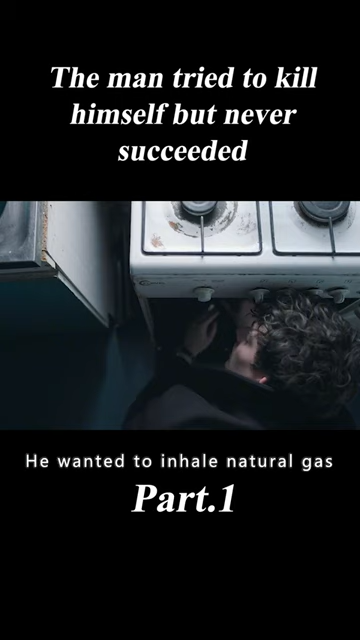 The man tried to kill
himself but never
succeeded
He wanted to inhale natural gas
Part.1